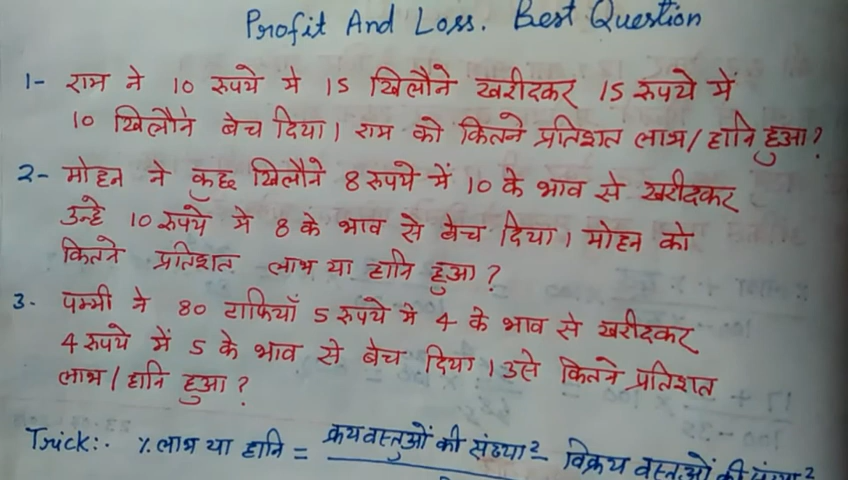 Profit And Loss. Best Question
1- राम ने 10 रुपये मे 15 खिलौने खरीदकर 15 रुपये में
10 खिलौने बेच दिया। राम को कितने प्रतिशत लाभ/हानि हुआ?
2- मोहन ने कुछ खिलौने 8 रुपये में 10 के भाव से खरीदकर
उन्हे 10 रुपये मे 8 के भाव से बेच दिया। मोहन को
कितने प्रतिशत लाभ या हानि हुआ?
3- पम्मी ने 80 टाफियाँ 5 रुपये मे 4 के भाव से खरीदकर
4 रुपये में 5 के भाव से बेच दिया। उसे कितने प्रतिशत
लाभ/हानि हुआ?
Trick:- % लाभ या हानि = क्रय वस्तुओं की संख्या² - विक्रय वस्तुओं की